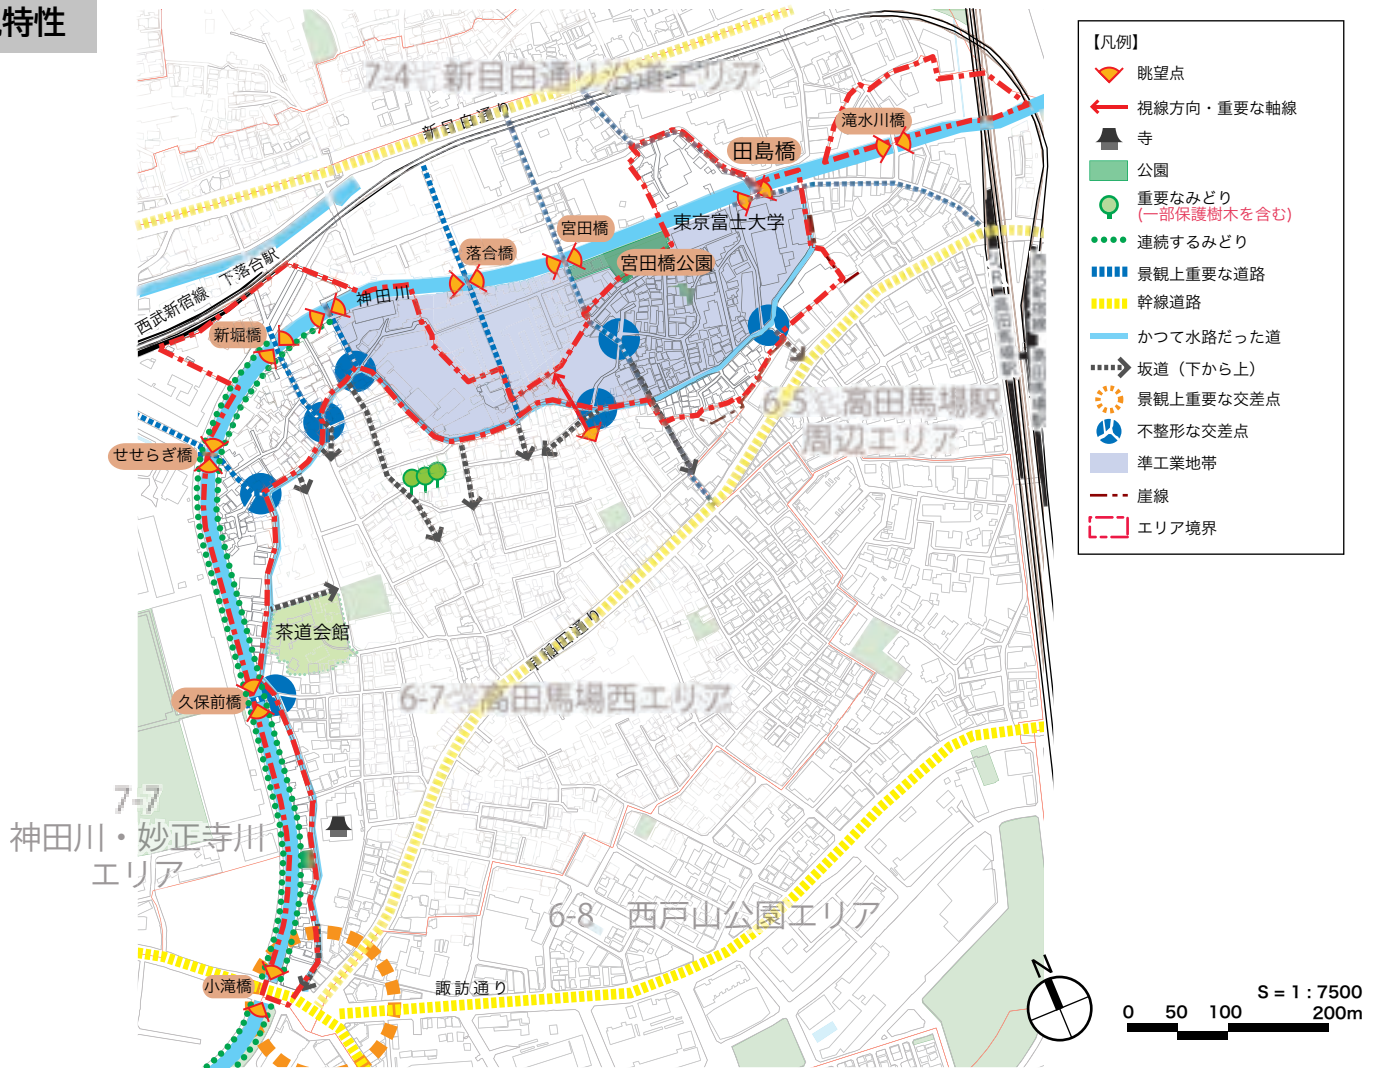 特性
7-4 新目白通り沿道エリア
新目白通り
滝水川橋
田島橋
東京富士大学
宮田橋
宮田橋公園
落合橋
下落合駅
西武新宿線
神田川
新堀橋
6-5 高田馬場駅
周辺エリア
せせらぎ橋
茶道会館
早稲田通り
久保前橋
6-7 高田馬場西エリア
7-7
神田川・妙正寺川
エリア
6-8 西戸山公園エリア
小滝橋
諏訪通り
【凡例】
眺望点
視線方向・重要な軸線
寺
公園
重要なみどり
(一部保護樹木を含む)
連続するみどり
景観上重要な道路
幹線道路
かつて水路だった道
坂道（下から上）
景観上重要な交差点
不整形な交差点
準工業地帯
崖線
エリア境界
N
S = 1 : 7500
0 50 100 200m